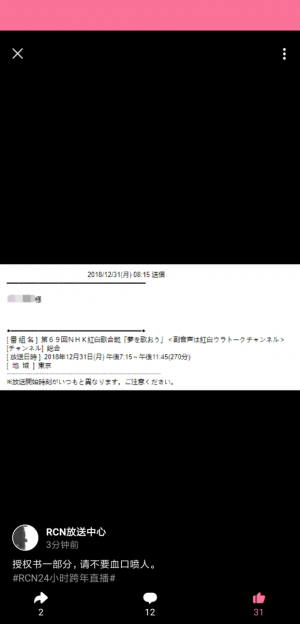 2018/12/31(月) 08:15 送信
様
[ 番 組 名 ] 第６９回ＮＨＫ紅白歌合戦「夢を歌おう」＜副音声は紅白ウラトークチャンネル＞
[チャンネル] 総合
[ 放送日時 ] 2018年12月31日(月) 午後7:15～午後11:45(270分)
[ 地 域 ] 東京
※放送開始時刻がいつもと異なります。ご注意ください。
RCN放送中心
3分钟前
授权书一部分，请不要血口喷人。
#RCN24小时跨年直播#
2
12
31